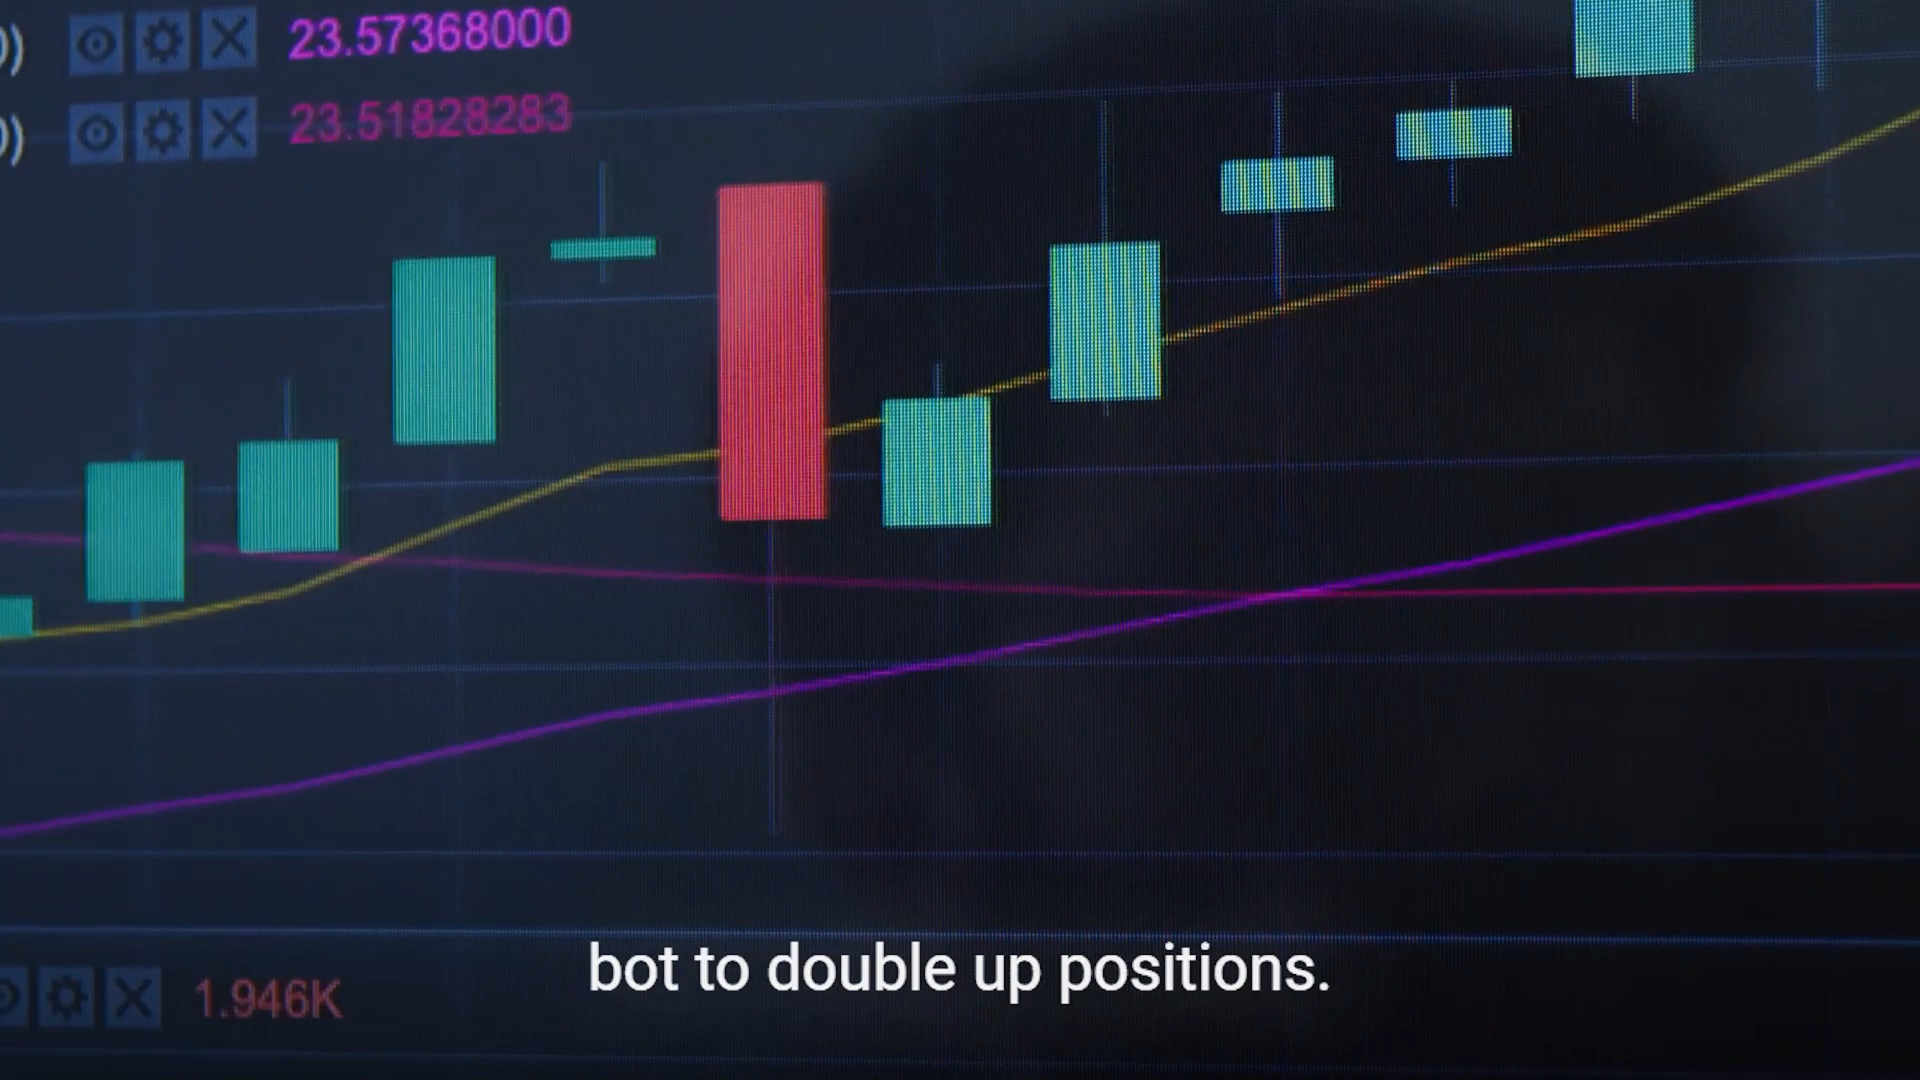 ) 23.57368000
) 23.51828283
bot to double up positions.
1.946K